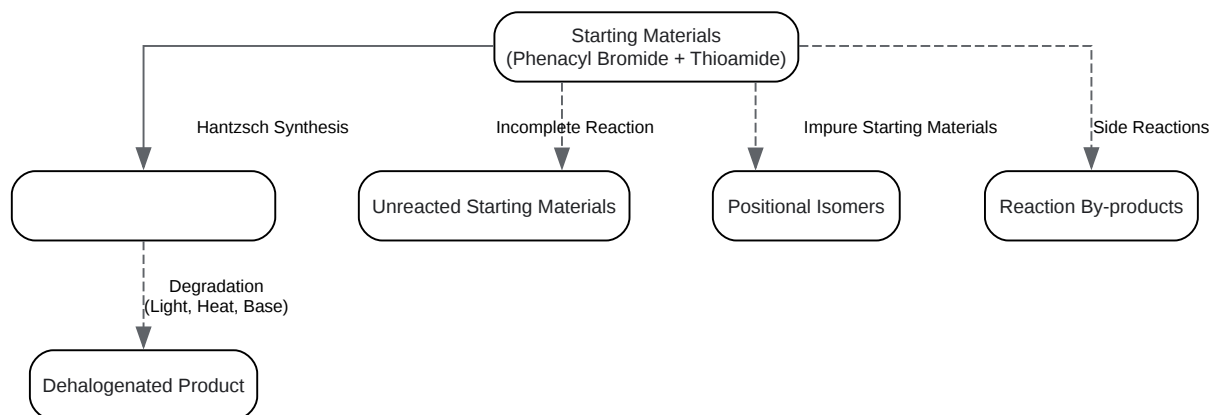 Starting Materials
(Phenacyl Bromide + Thioamide)
Hantzsch Synthesis
Incomplete Reaction
Impure Starting Materials
Side Reactions
Unreacted Starting Materials
Positional Isomers
Reaction By-products
Degradation
(Light, Heat, Base)
Dehalogenated Product